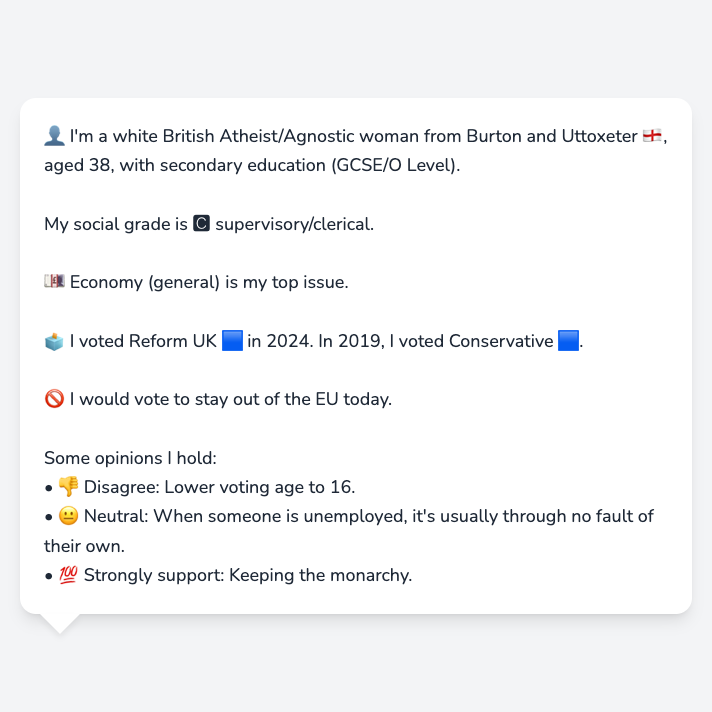 👤 I'm a white British Atheist/Agnostic woman from Burton and Uttoxeter 🏴󠁧󠁢󠁥󠁮󠁧󠁿,
aged 38, with secondary education (GCSE/O Level).
My social grade is 🅲 supervisory/clerical.
💷 Economy (general) is my top issue.
🗳️ I voted Reform UK 🟦 in 2024. In 2019, I voted Conservative 🟦.
🚫 I would vote to stay out of the EU today.
Some opinions I hold:
• 👎 Disagree: Lower voting age to 16.
• 😐 Neutral: When someone is unemployed, it's usually through no fault of
their own.
• 💯 Strongly support: Keeping the monarchy.